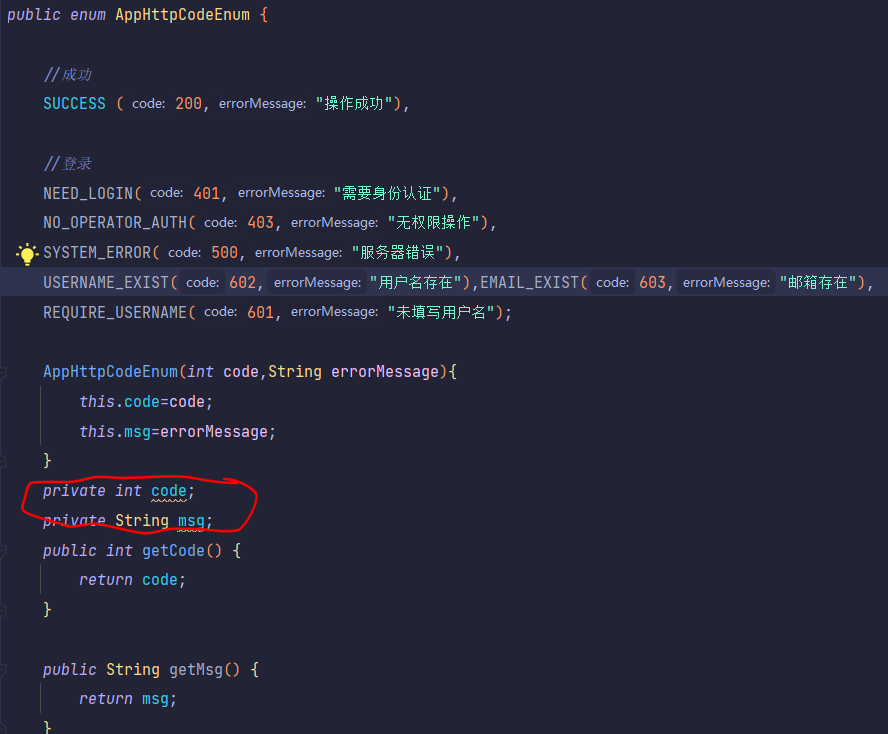 public enum AppHttpCodeEnum {
//成功
SUCCESS ( code: 200, errorMessage: "操作成功"),
//登录
NEED_LOGIN( code: 401, errorMessage: "需要身份认证"),
NO_OPERATOR_AUTH( code: 403, errorMessage: "无权限操作"),
SYSTEM_ERROR( code: 500, errorMessage: "服务器错误"),
USERNAME_EXIST( code: 602, errorMessage: "用户名存在"),EMAIL_EXIST( code: 603, errorMessage: "邮箱存在"),
REQUIRE_USERNAME( code: 601, errorMessage: "未填写用户名");
AppHttpCodeEnum(int code,String errorMessage){
this.code=code;
this.msg=errorMessage;
}
private int code;
private String msg;
public int getCode() {
return code;
}
public String getMsg() {
return msg;
}